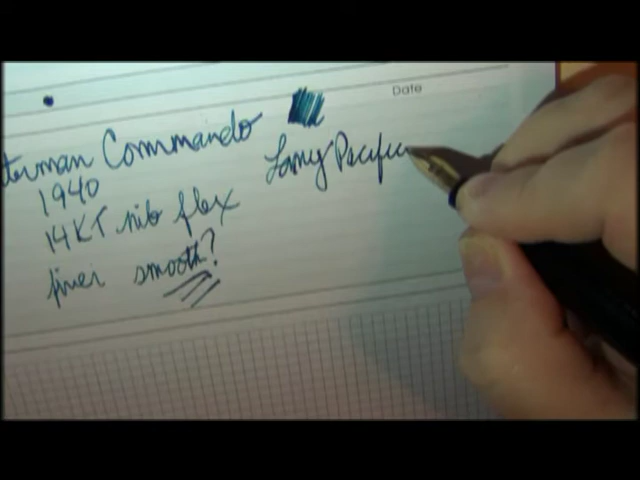 Date
terman Commando
Lamy Pacific
1940
14KT nib flex
finer smooth?